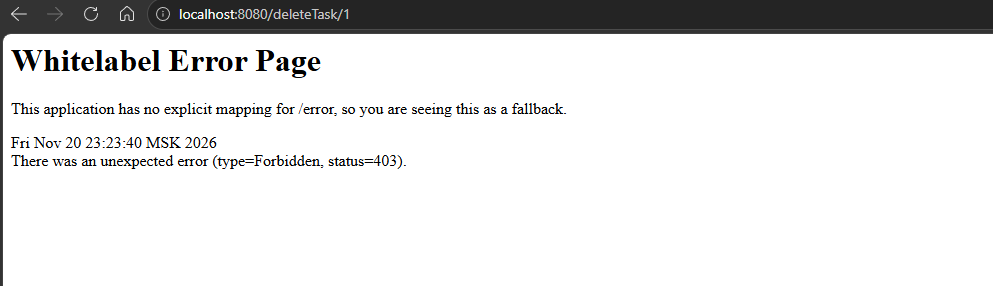 localhost:8080/deleteTask/1
Whitelabel Error Page
This application has no explicit mapping for /error, so you are seeing this as a fallback.
Fri Nov 20 23:23:40 MSK 2026
There was an unexpected error (type=Forbidden, status=403).